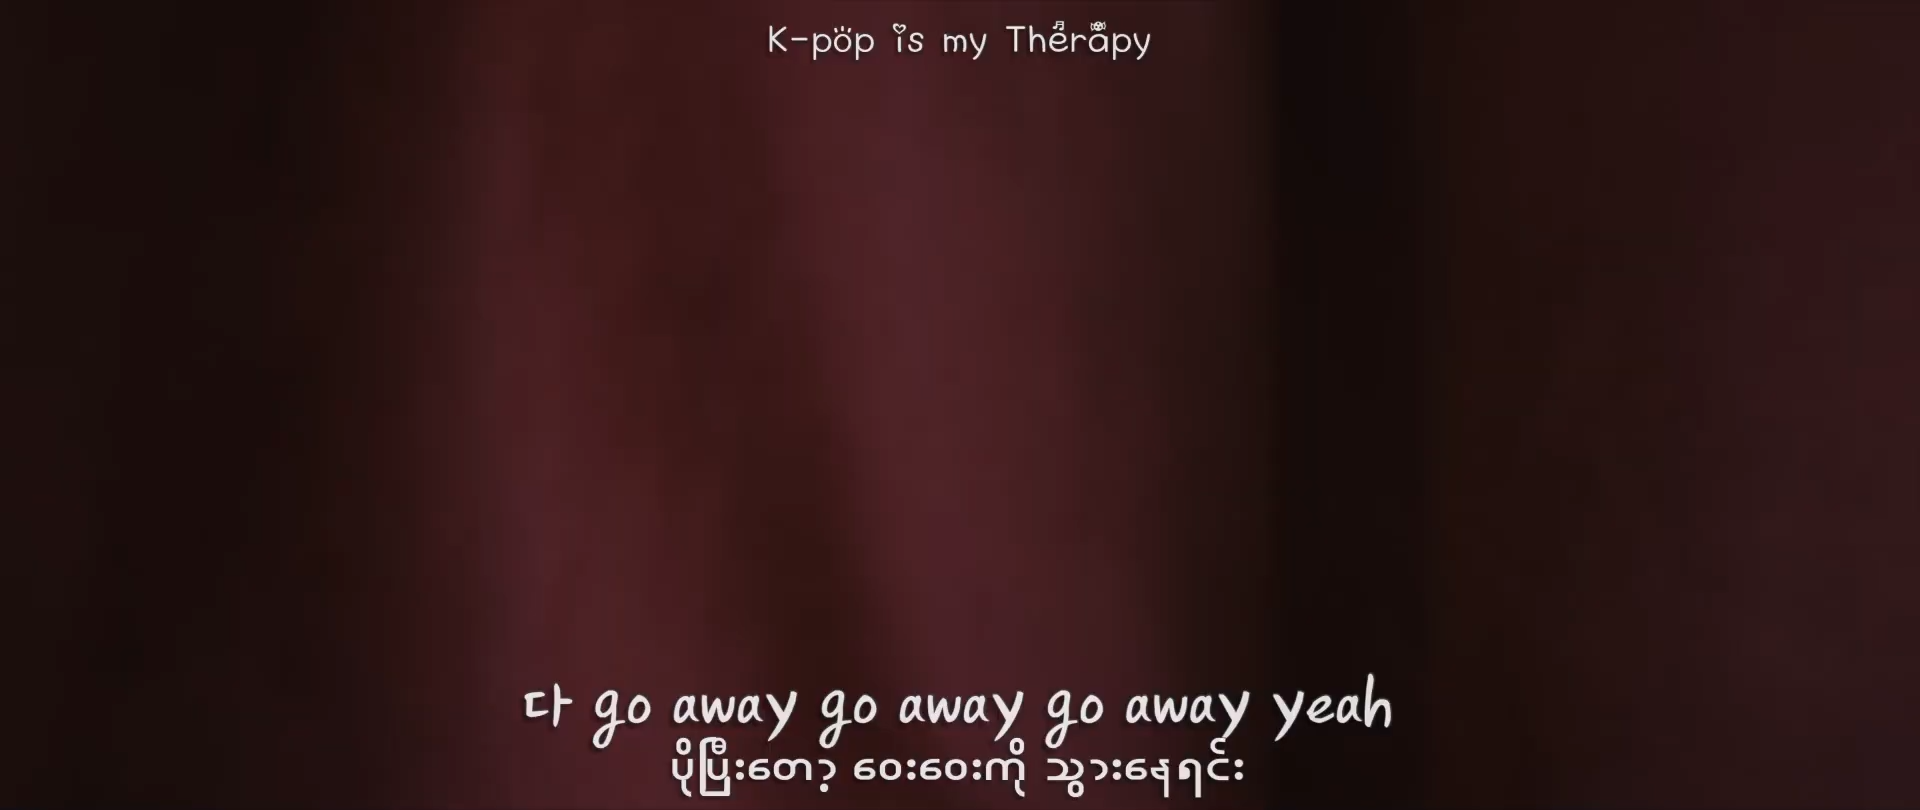 K-pop is my Therapy
다 go away go away go away yeah
ပိုပြီးတော့ ဝေးဝေးကို သွားနေရင်း